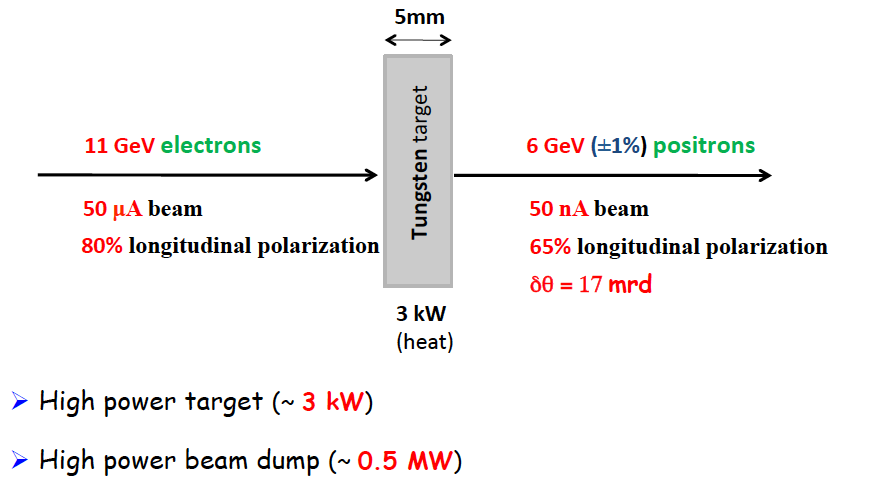 5mm
11 GeV electrons
50 μA beam
80% longitudinal polarization
Tungsten target
6 GeV (±1%) positrons
50 nA beam
65% longitudinal polarization
δθ = 17 mrd
3 kW
(heat)
➢ High power target (~ 3 kW)
➢ High power beam dump (~ 0.5 MW)